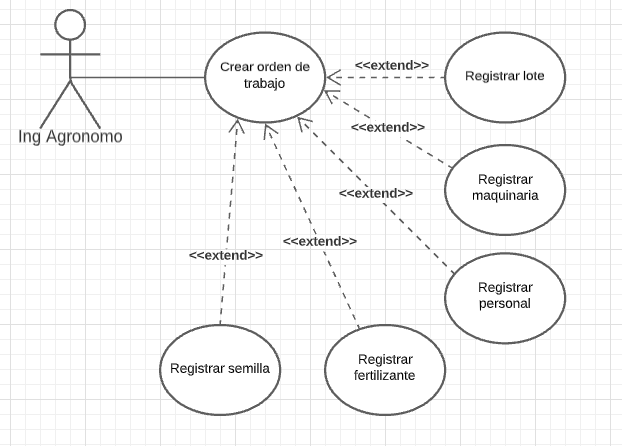 Crear orden de
trabajo
<<extend>>
Registrar lote
Ing Agronomo
<<extend>>
Registrar
maquinaria
<<extend>>
<<extend>>
<<extend>>
Registrar
personal
Registrar semilla
Registrar
fertilizante